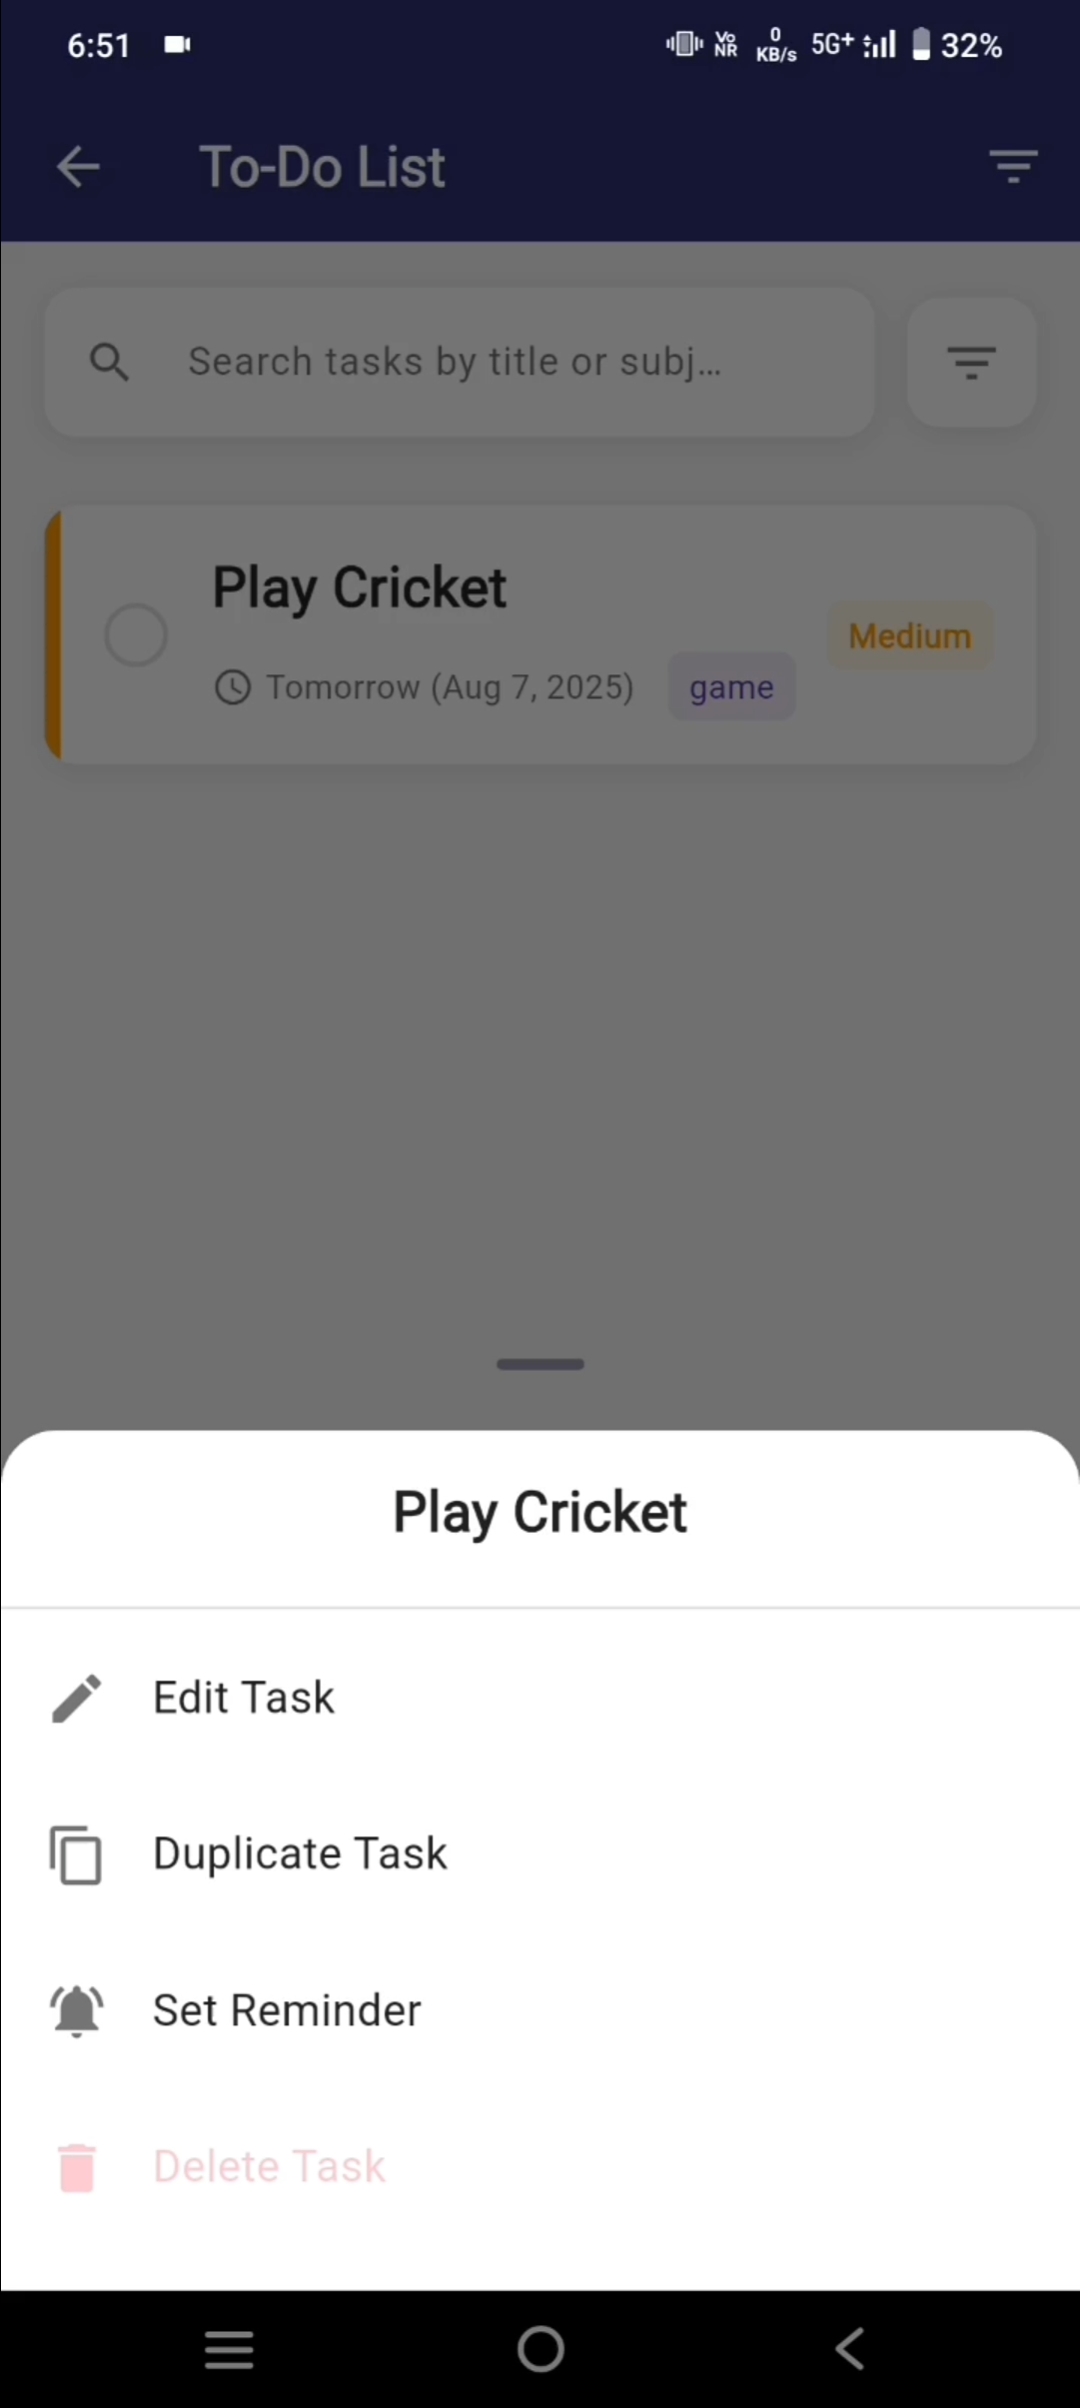 6:51 Vo NR 0 KB/s 5G+ 32%
To-Do List
Search tasks by title or subj...
Play Cricket
Medium
Tomorrow (Aug 7, 2025) game
Play Cricket
Edit Task
Duplicate Task
Set Reminder
Delete Task